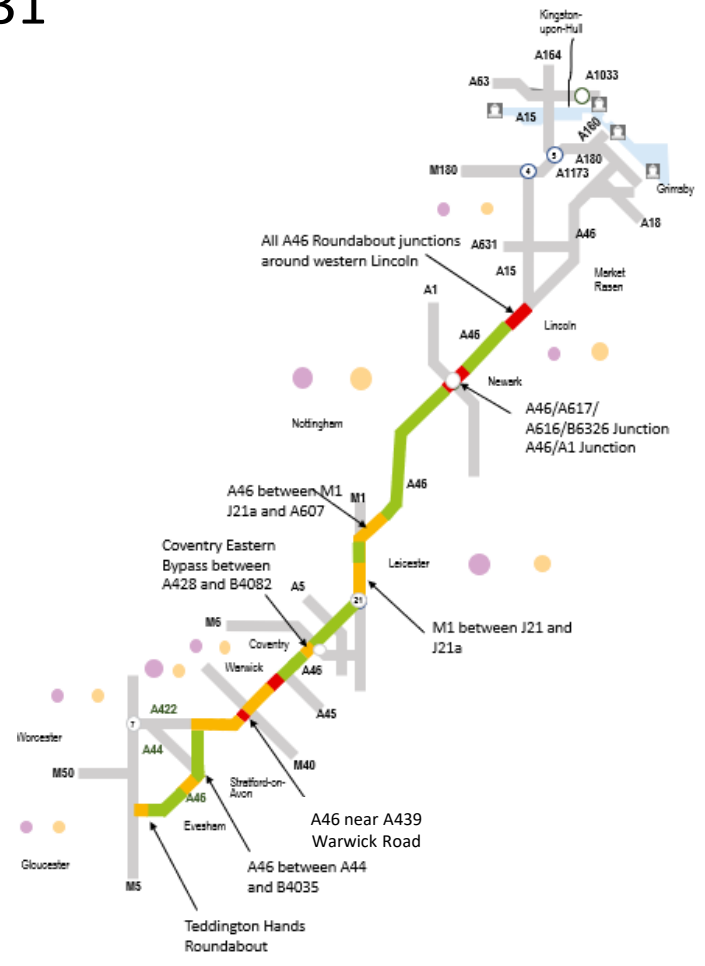 31
Kingston-
upon-Hull
A164
A63
A1033
A15
A160
5
A180
M180
4
A1173
Grimsby
A18
All A46 Roundabout junctions
around western Lincoln
A631
A46
A15
Market
Rasen
A1
Lincoln
A46
Newark
A46/A617/
A616/B6326 Junction
A46/A1 Junction
Nottingham
A46
A46 between M1
J21a and A607
M1
Coventry Eastern
Bypass between
A428 and B4082
Leicester
A5
21
M6
M1 between J21 and
J21a
Coventry
Warwick
A46
A422
A45
7
Worcester
A44
M40
M50
Stratford-on-
Avon
A46
A46 near A439
Warwick Road
Evesham
Gloucester
A46 between A44
and B4035
M5
Teddington Hands
Roundabout